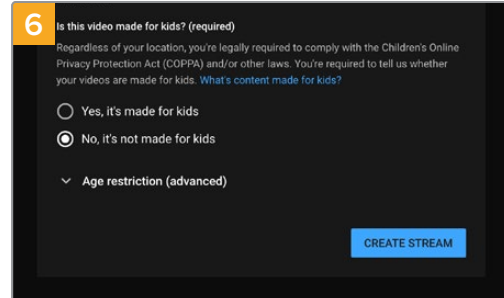 6
Is this video made for kids? (required)
Regardless of your location, you're legally required to comply with the Children's Online
Privacy Protection Act (COPPA) and/or other laws. You're required to tell us whether
your videos are made for kids. What's content made for kids?
Yes, it's made for kids
No, it's not made for kids
Age restriction (advanced)
CREATE STREAM